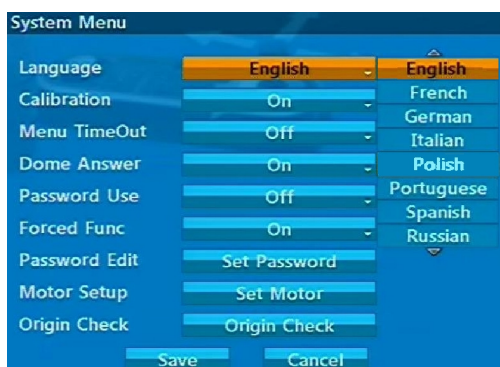 System Menu
Language English
Calibration On
Menu TimeOut Off
Dome Answer On
Password Use Off
Forced Func On
Password Edit Set Password
Motor Setup Set Motor
Origin Check Origin Check
Save Cancel
English
French
German
Italian
Polish
Portuguese
Spanish
Russian